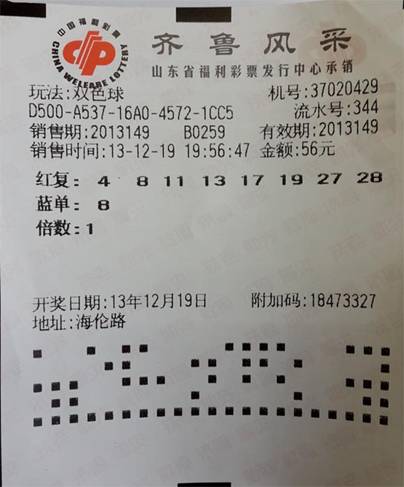 中国福利彩票
CHINA WELFARE LOTTERY
齐鲁风采
山东省福利彩票发行中心承销
玩法:双色球 机号:37020429
D500-A537-16A0-4572-1CC5 流水号:344
销售期:2013149 B0259 有效期:2013149
销售时间:13-12-19 19:56:47 金额:56元
红复: 4 8 11 13 17 19 27 28
蓝单: 8
倍数:1
开奖日期:13年12月19日 附加码:18473327
地址:海伦路